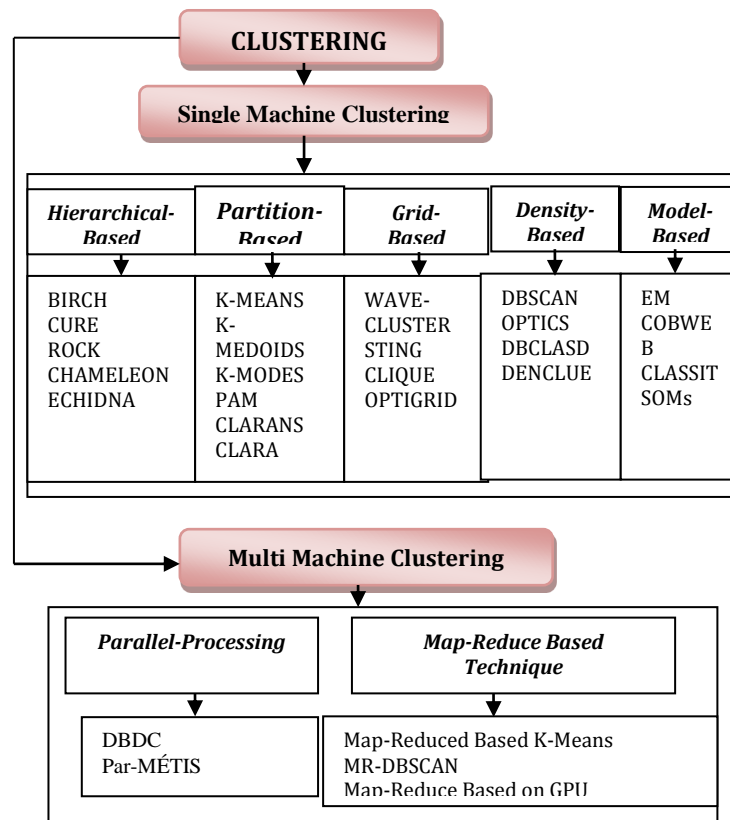 CLUSTERING
Single Machine Clustering
Hierarchical-
Based
Partition-
Based
Grid-
Based
Density-
Based
Model-
Based
BIRCH
CURE
ROCK
CHAMELEON
ECHIDNA
K-MEANS
K-
MEDOIDS
K-MODES
PAM
CLARANS
CLARA
WAVE-
CLUSTER
STING
CLIQUE
OPTIGRID
DBSCAN
OPTICS
DBCLASD
DENCLUE
EM
COBWE
B
CLASSIT
SOMs
Multi Machine Clustering
Parallel-Processing
Map-Reduce Based
Technique
DBDC
Par-MÉTIS
Map-Reduced Based K-Means
MR-DBSCAN
Map-Reduce Based on GPU